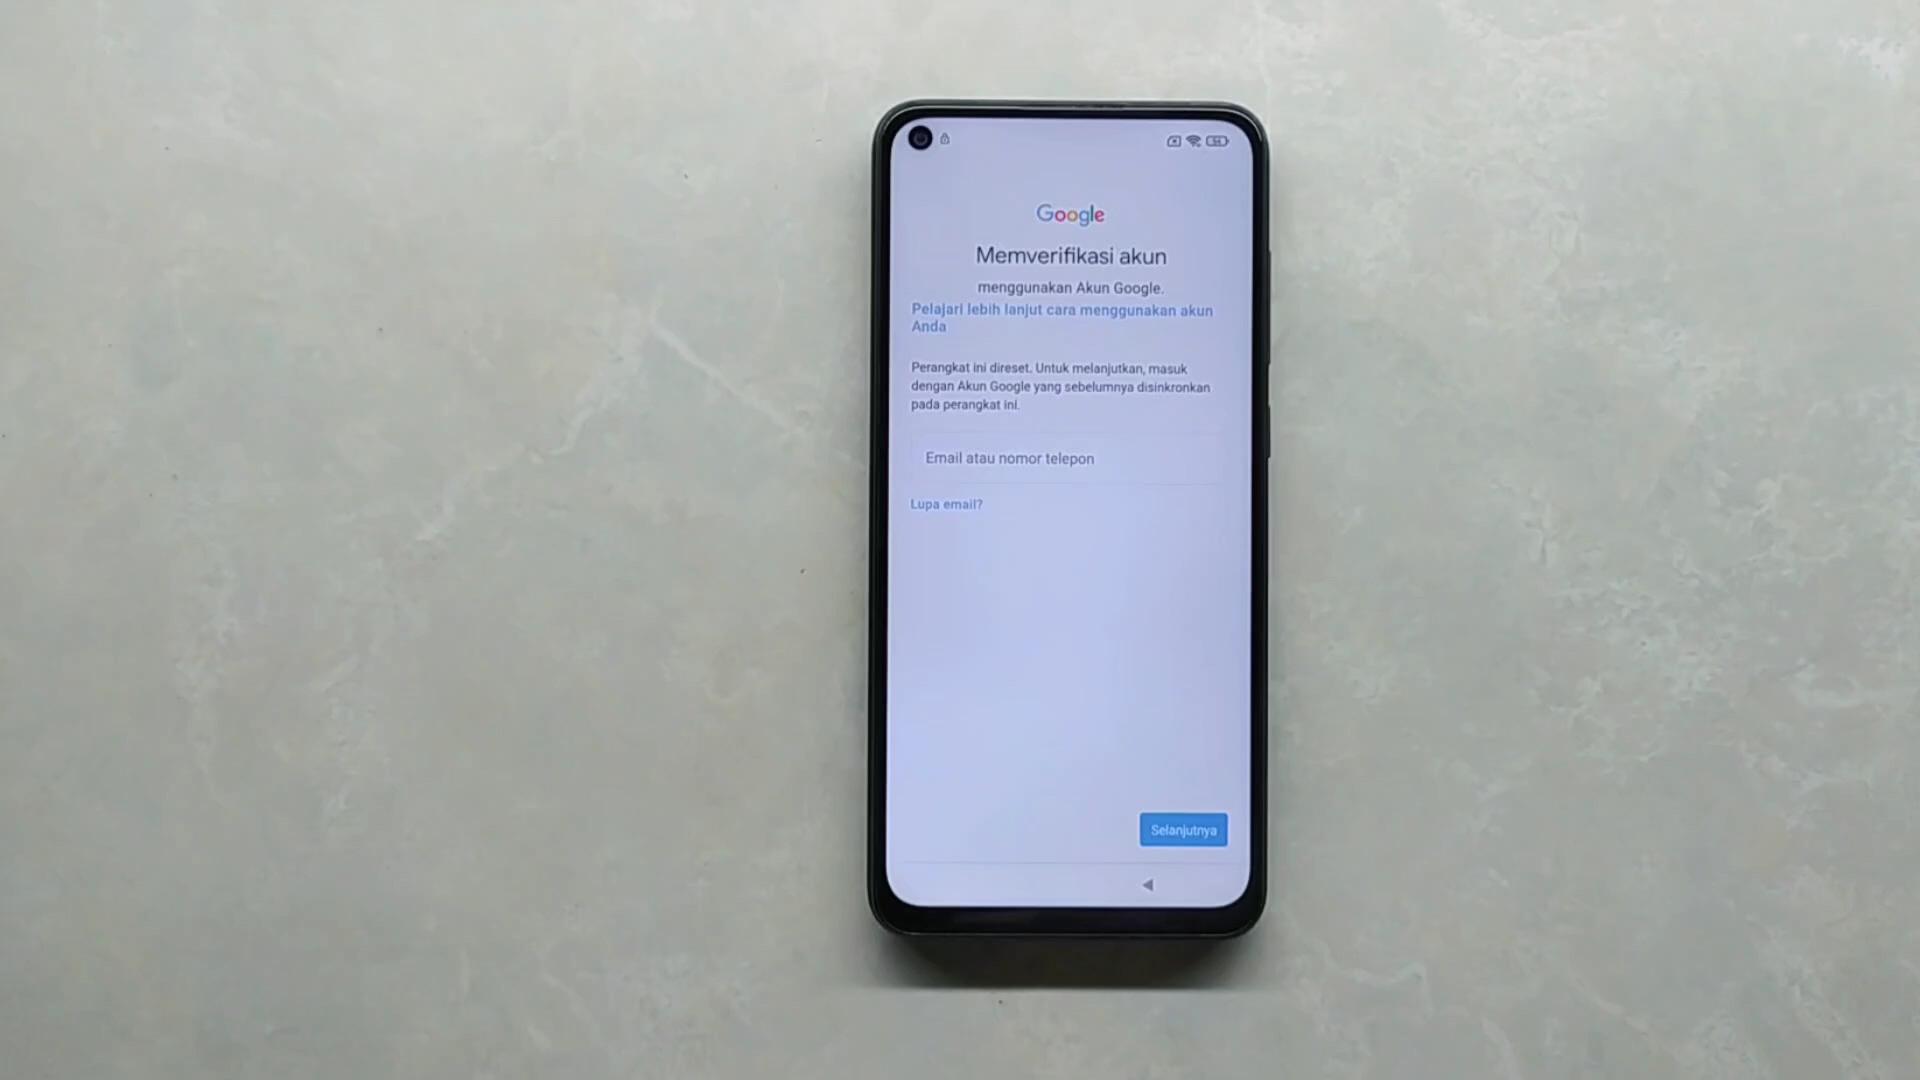 Google
Memverifikasi akun
menggunakan Akun Google.
Pelajari lebih lanjut cara menggunakan akun
Anda
Perangkat ini direset. Untuk melanjutkan, masuk
dengan Akun Google yang sebelumnya disinkronkan
pada perangkat ini.
Email atau nomor telepon
Lupa email?
Selanjutnya